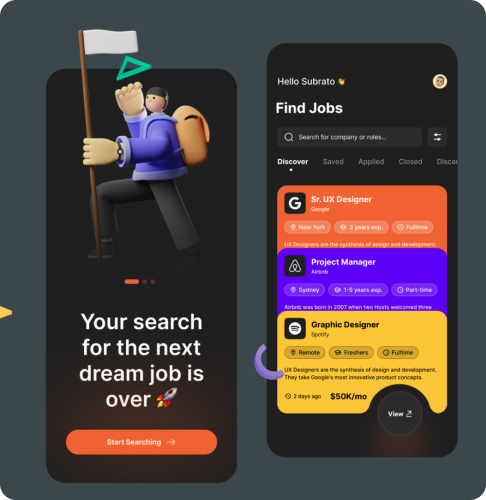 Your search
for the next
dream job is
over 🚀
Start Searching
Hello Subrato 👋
Find Jobs
Search for company or roles...
Discover Saved Applied Closed Discar
G
Sr. UX Designer
Google
New York 3 years exp. Fulltime
UX Designers are the synthesis of design and development.
Project Manager
Airbnb
Sydney 1-5 years exp. Part-time
Airbnb was born in 2007 when two Hosts welcomed three
Graphic Designer
Spotify
Remote Freshers Fulltime
UX Designers are the synthesis of design and development.
They take Google's most innovative product concepts.
2 days ago $50K/mo
View